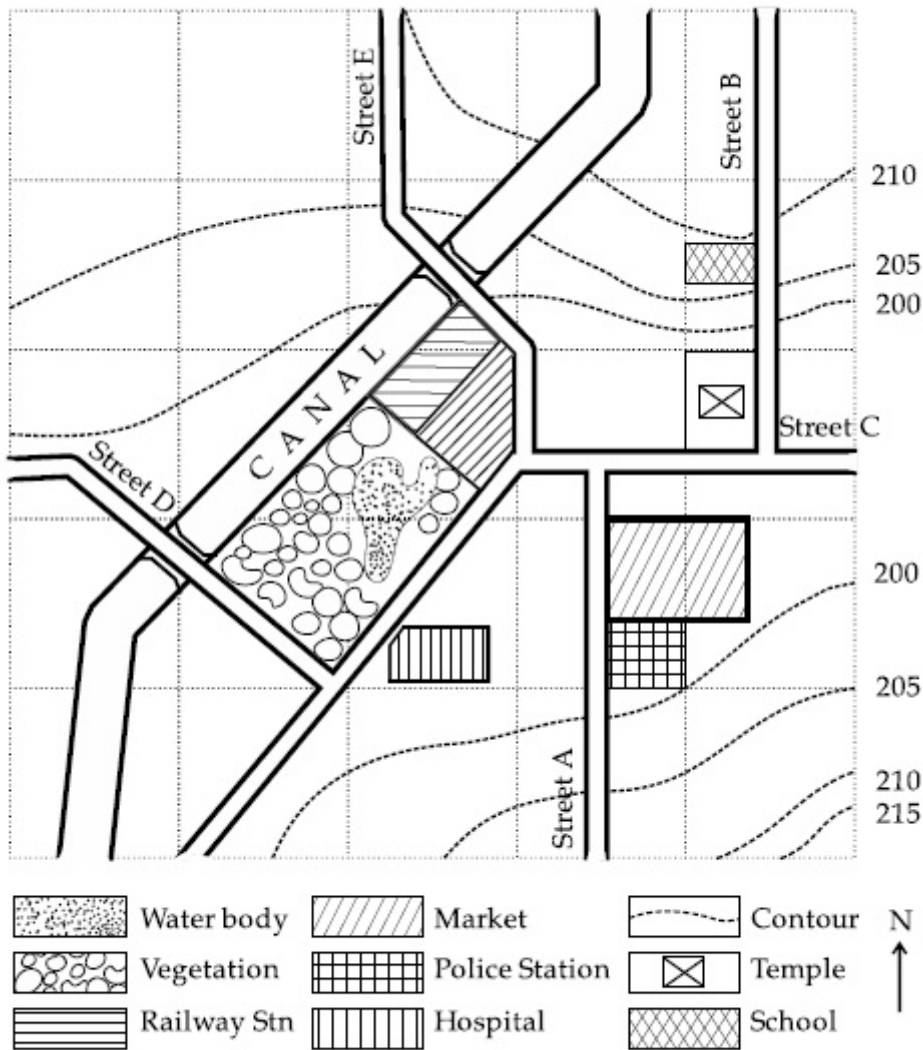 Street E
Street B
210
205
200
CANAL
Street D
Street C
200
205
210
215
Street A
Water body
Market
Contour
N
Vegetation
Police Station
Temple
Railway Stn
Hospital
School